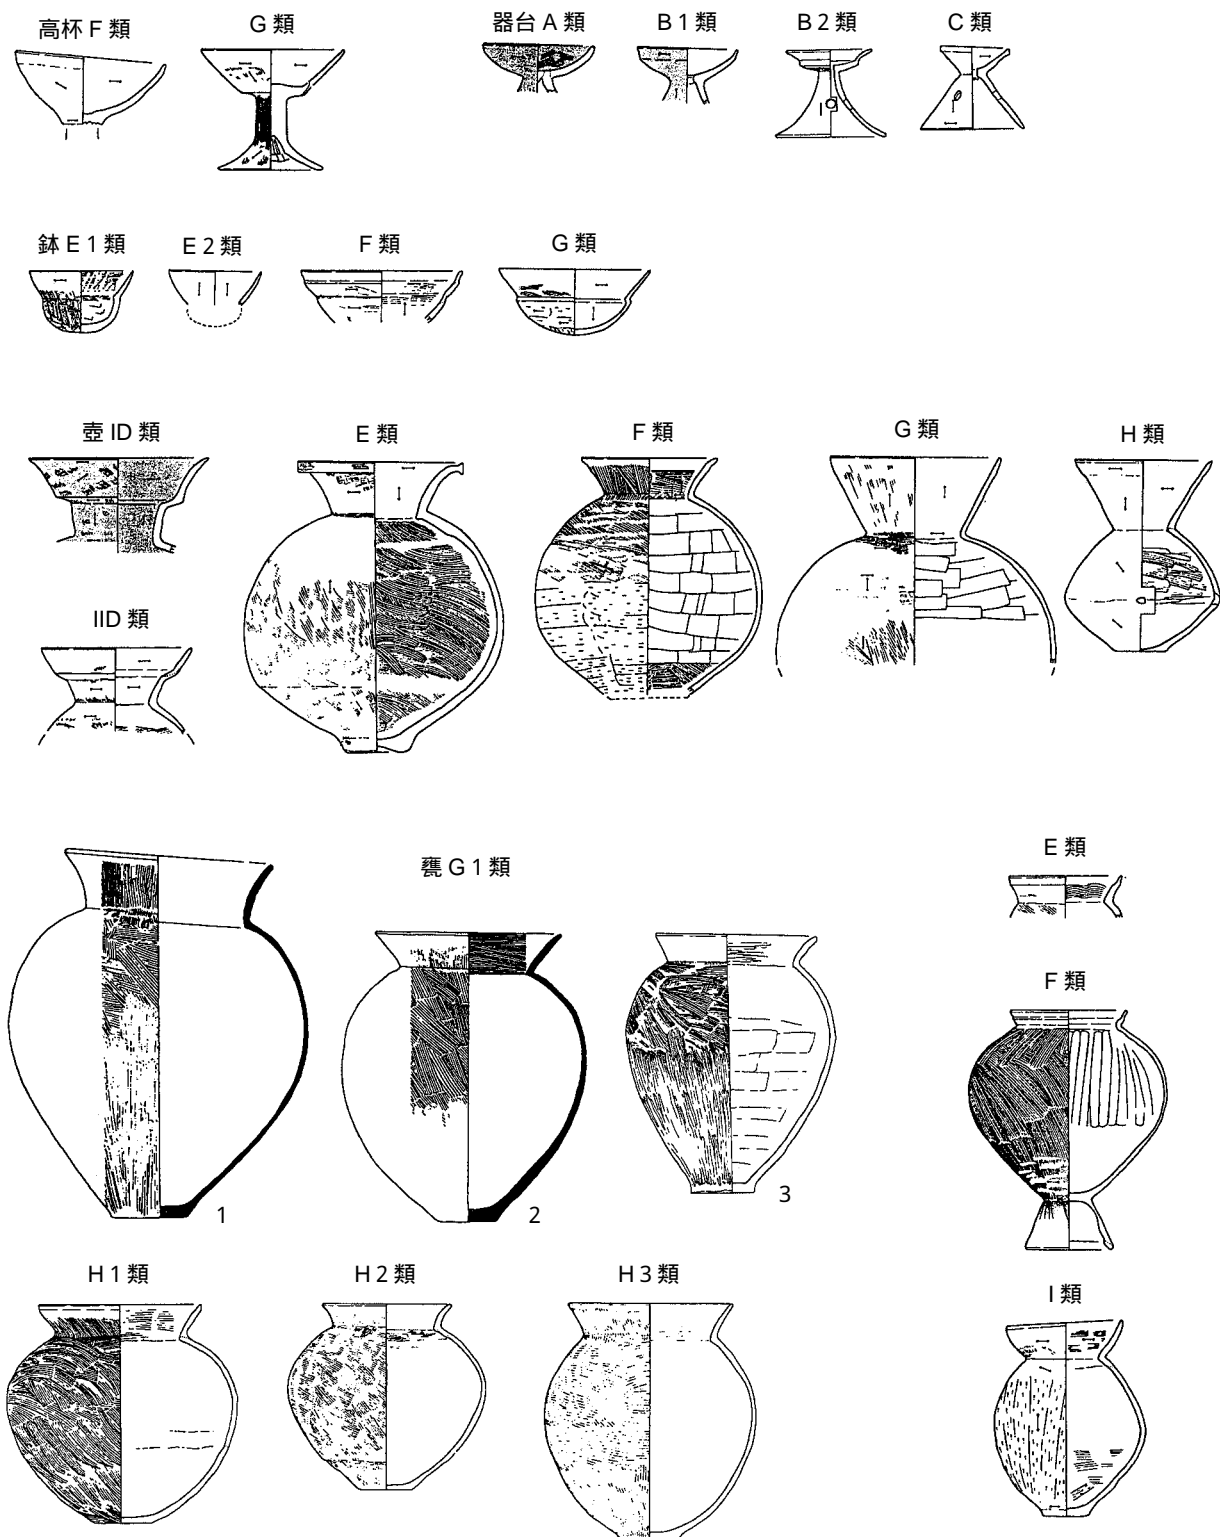 高杯 F 類
G 類
器台 A 類
B 1 類
B 2 類
C 類
鉢 E 1 類
E 2 類
F 類
G 類
壺 ID 類
E 類
F 類
G 類
H 類
IID 類
甕 G 1 類
E 類
F 類
1
2
3
H 1 類
H 2 類
H 3 類
I 類